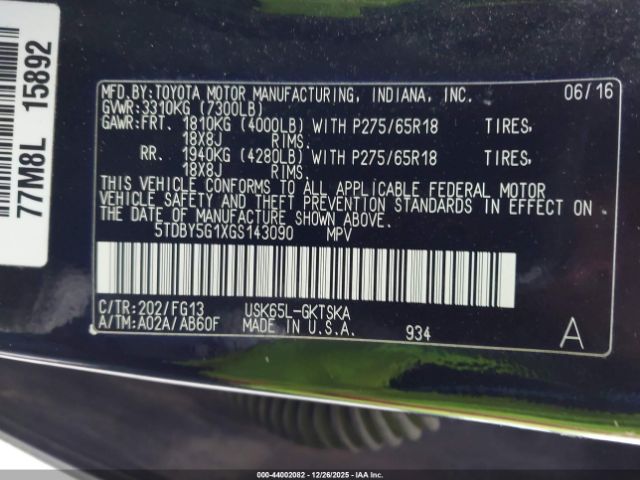 77M8L 15892
MFD.BY:TOYOTA MOTOR MANUFACTURING, INDIANA, INC. 06/16
GVWR:3310KG (7300LB)
GAWR:FRT. 1810KG (4000LB) WITH P275/65R18 TIRES,
18X8J RIMS.
RR. 1940KG (4280LB) WITH P275/65R18 TIRES,
18X8J RIMS.
THIS VEHICLE CONFORMS TO ALL APPLICABLE FEDERAL MOTOR
VEHICLE SAFETY AND THEFT PREVENTION STANDARDS IN EFFECT ON
THE DATE OF MANUFACTURE SHOWN ABOVE.
5TDBY5G1XGS143090 MPV
C/TR:202/FG13 USK65L-GKTSKA
A/TM:A02A/AB60F MADE IN U.S.A. 934 A
000-44002082 - 12/26/2025 - IAAI.COM